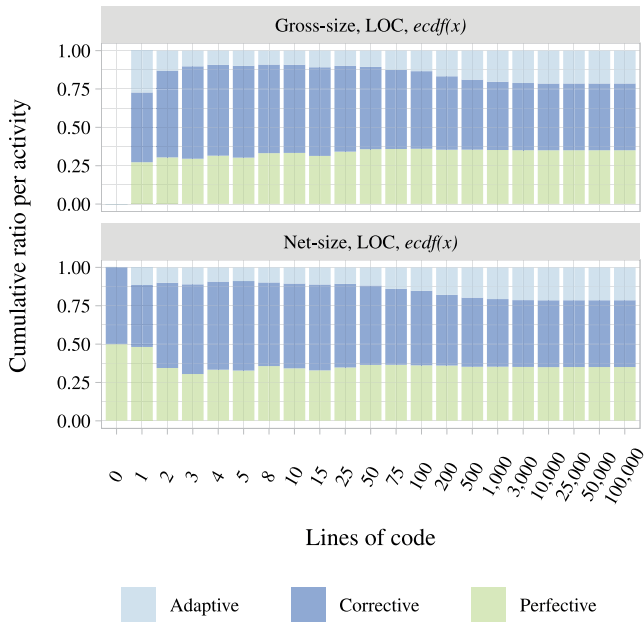 Gross-size, LOC, ecdf(x)
1.00
0.75
0.50
0.25
0.00
Net-size, LOC, ecdf(x)
1.00
0.75
0.50
0.25
0.00
Cumulative ratio per activity
0 1 2 3 4 5 8 10 15 25 50 75 100 200 500 1,000 3,000 10,000 25,000 50,000 100,000
Lines of code
Adaptive Corrective Perfective